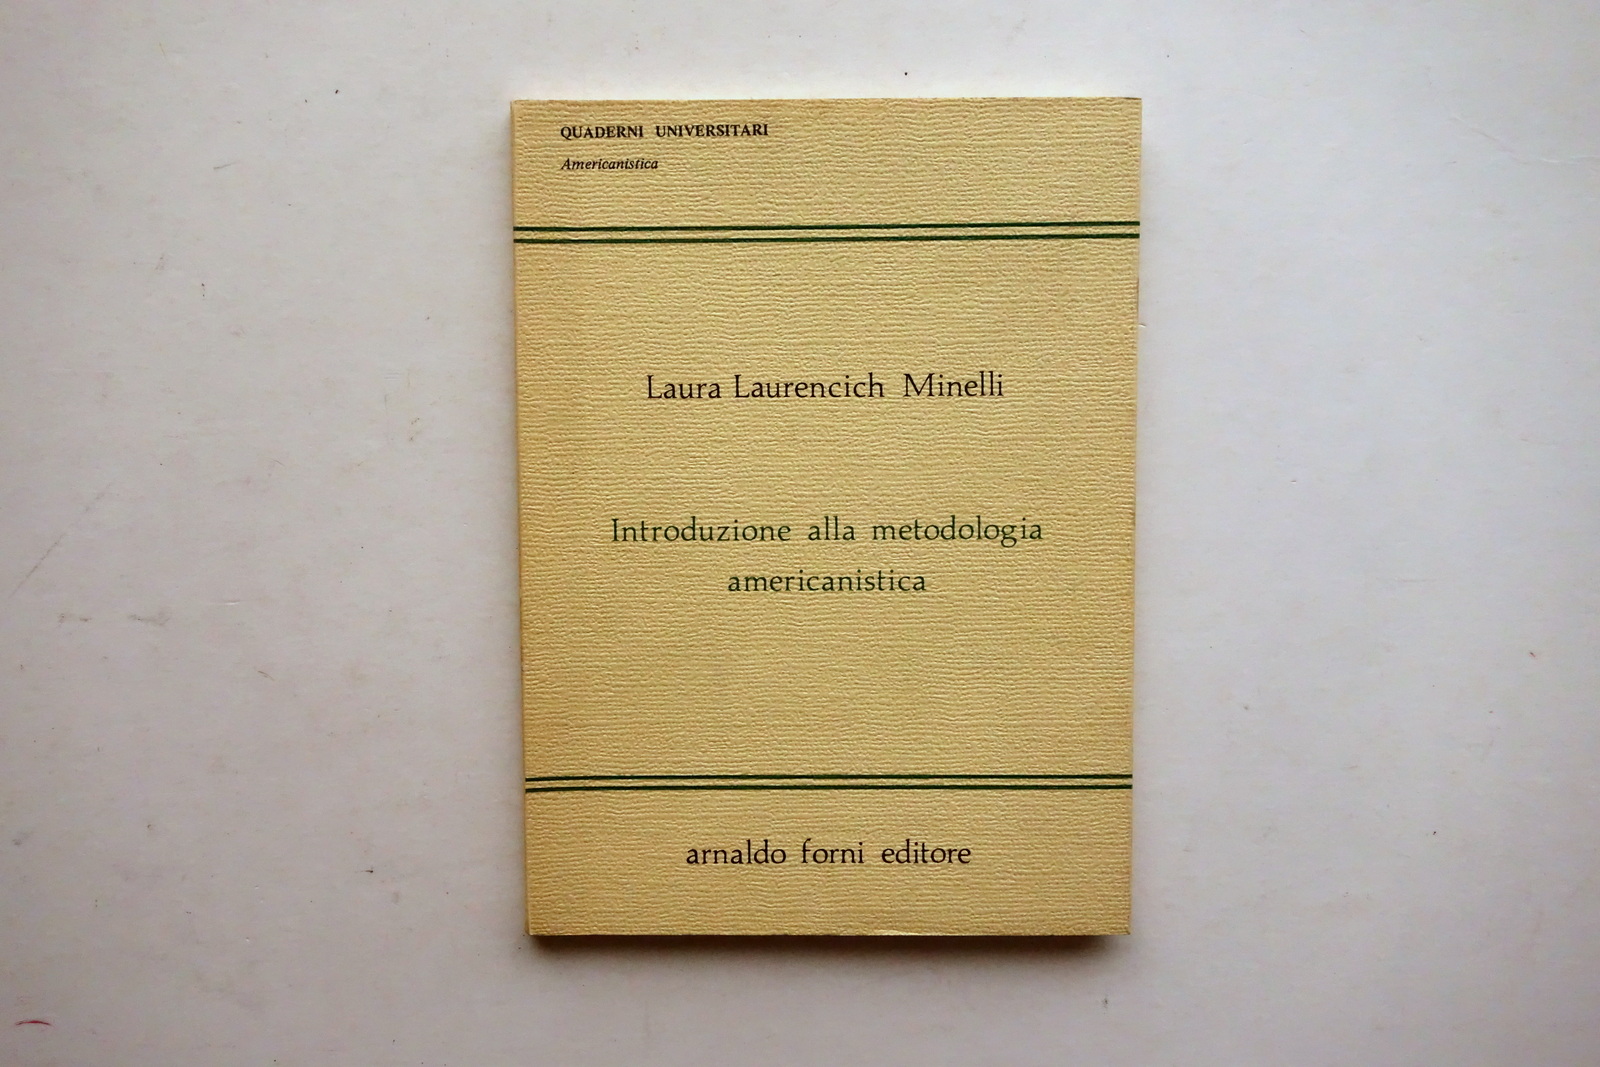 QUADERNI UNIVERSITARI
Americanistica
Laura Laurencich Minelli
Introduzione alla metodologia
americanistica
arnaldo forni editore